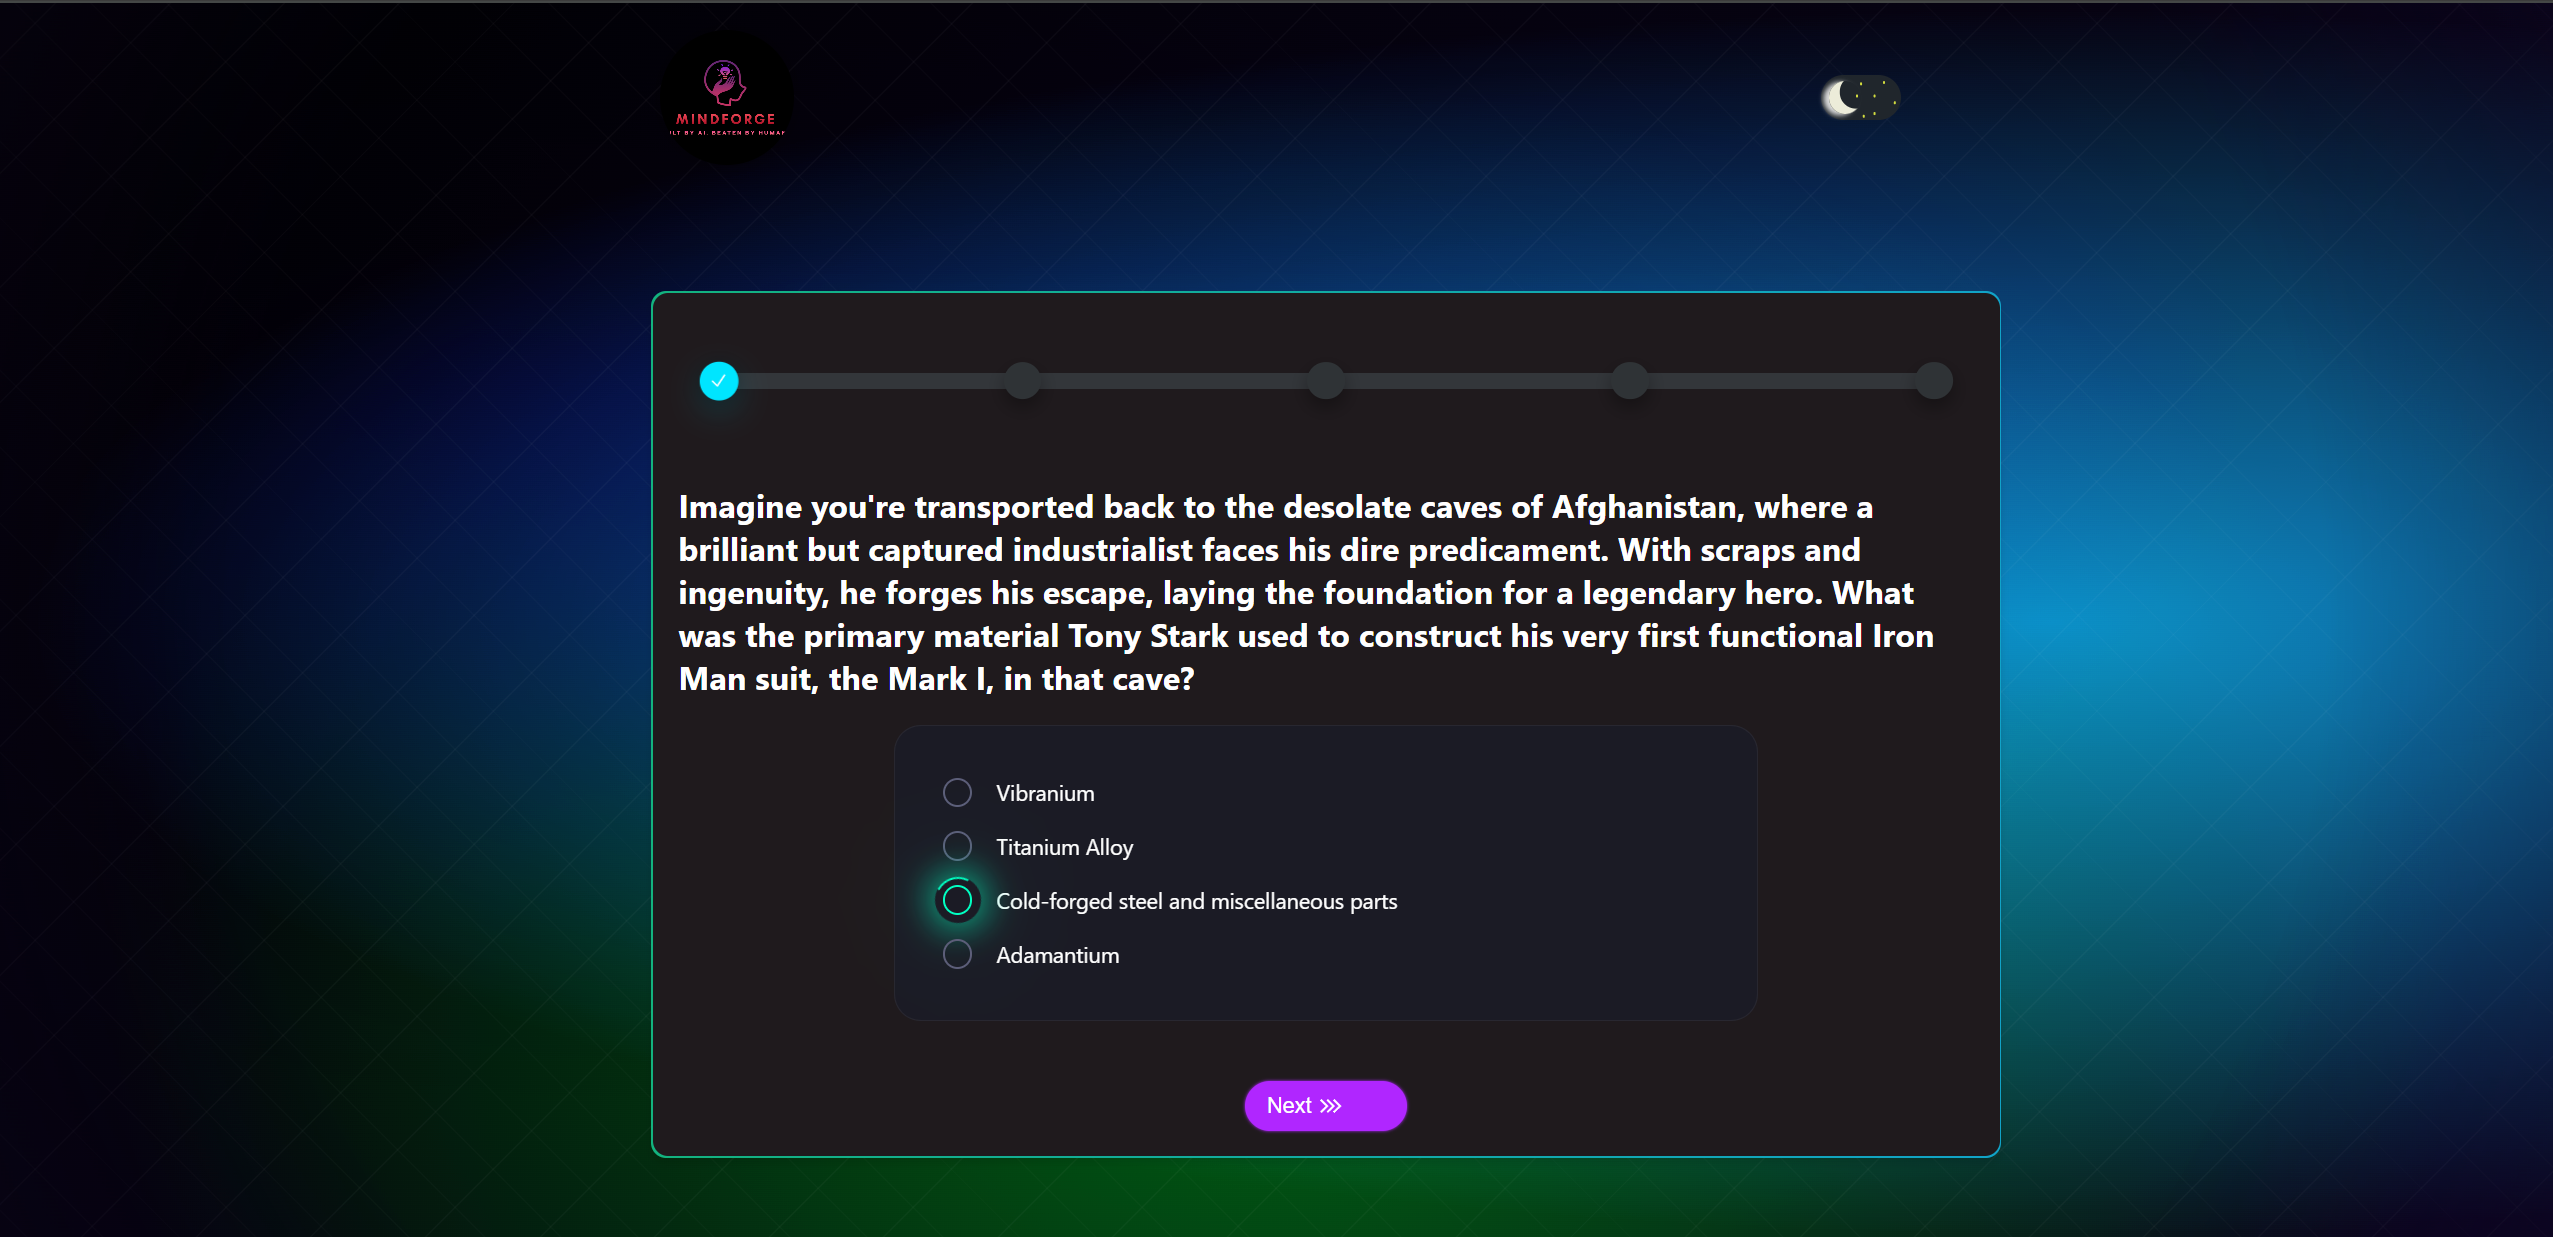 MINDFORGE
ILT BY AI. BEATEN BY HUMAN
Imagine you're transported back to the desolate caves of Afghanistan, where a
brilliant but captured industrialist faces his dire predicament. With scraps and
ingenuity, he forges his escape, laying the foundation for a legendary hero. What
was the primary material Tony Stark used to construct his very first functional Iron
Man suit, the Mark I, in that cave?
Vibranium
Titanium Alloy
Cold-forged steel and miscellaneous parts
Adamantium
Next